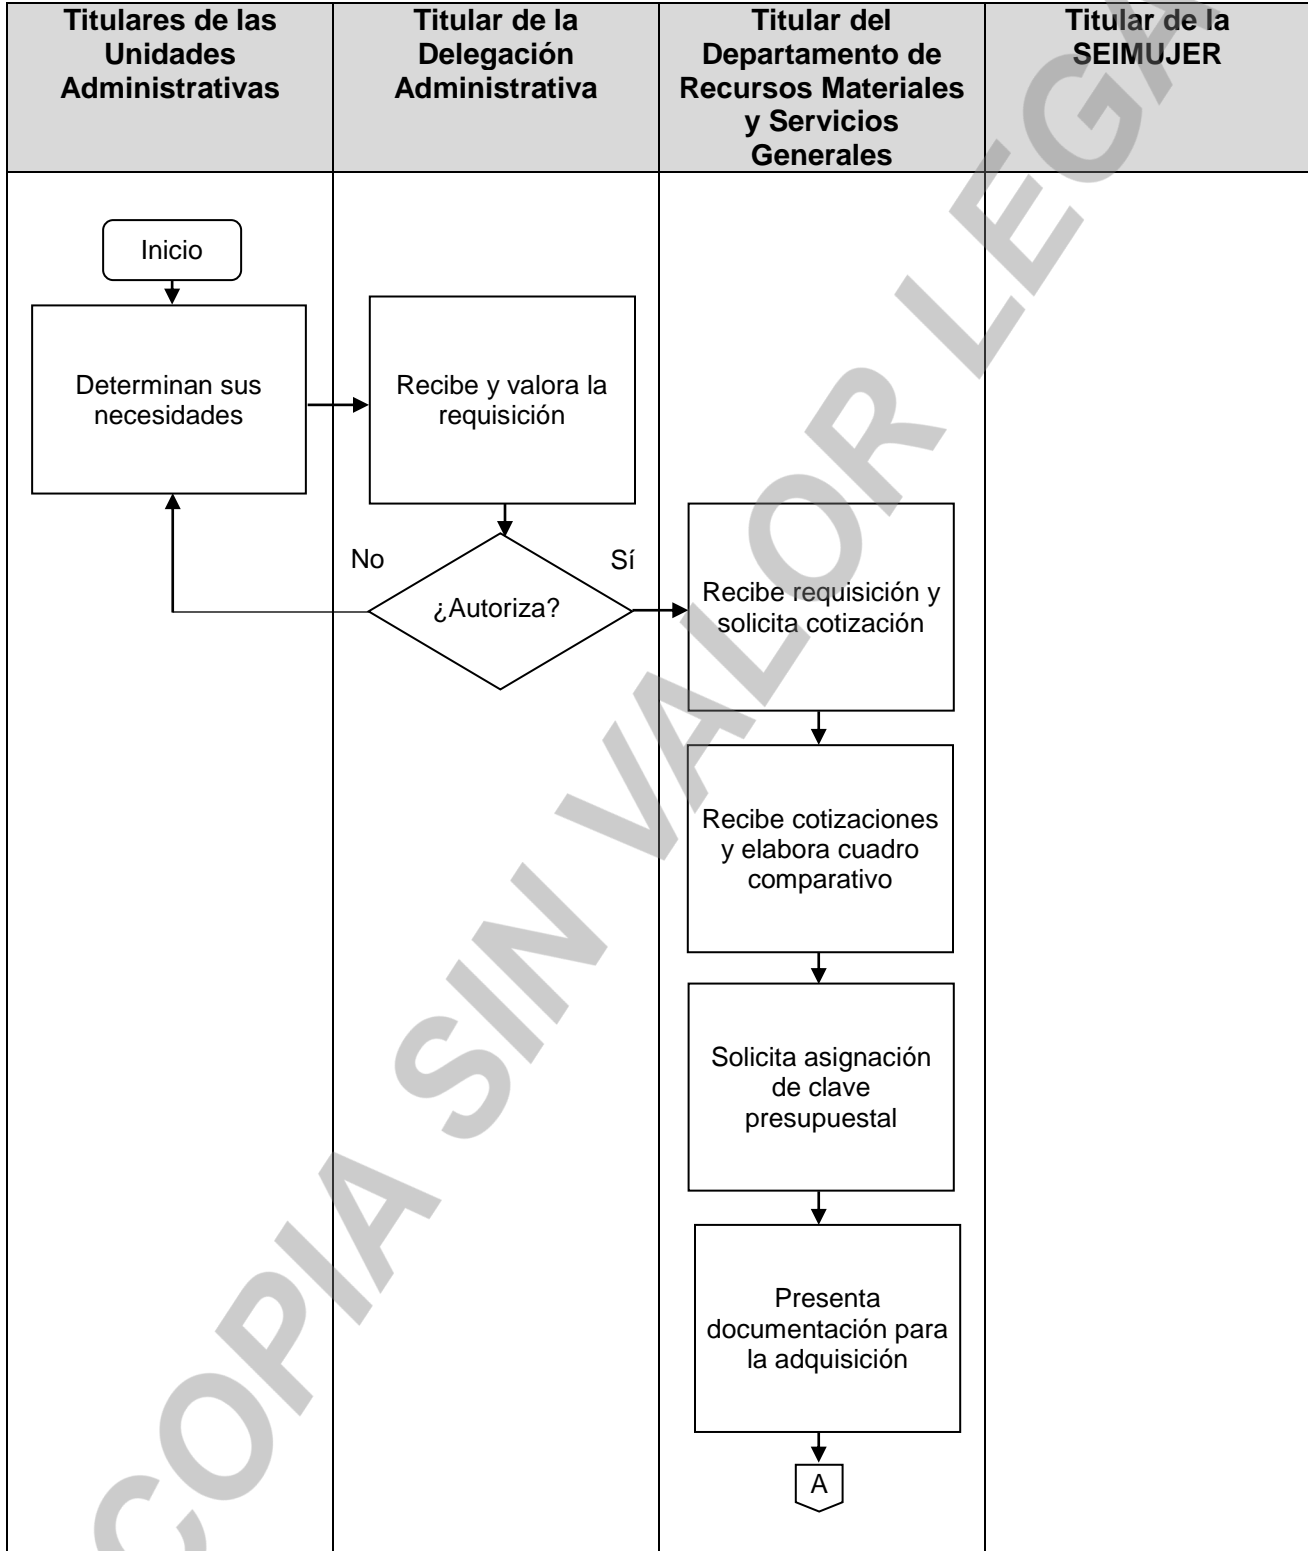 Titulares de las
Unidades
Administrativas
Titular de la
Delegación
Administrativa
Titular del
Departamento de
Recursos Materiales
y Servicios
Generales
Titular de la
SEIMUJER
Inicio
Determinan sus
necesidades
Recibe y valora la
requisición
No
Sí
¿Autoriza?
Recibe requisición y
solicita cotización
Recibe cotizaciones
y elabora cuadro
comparativo
Solicita asignación
de clave
presupuestal
Presenta
documentación para
la adquisición
A
COPIA SIN VALOR LEGA